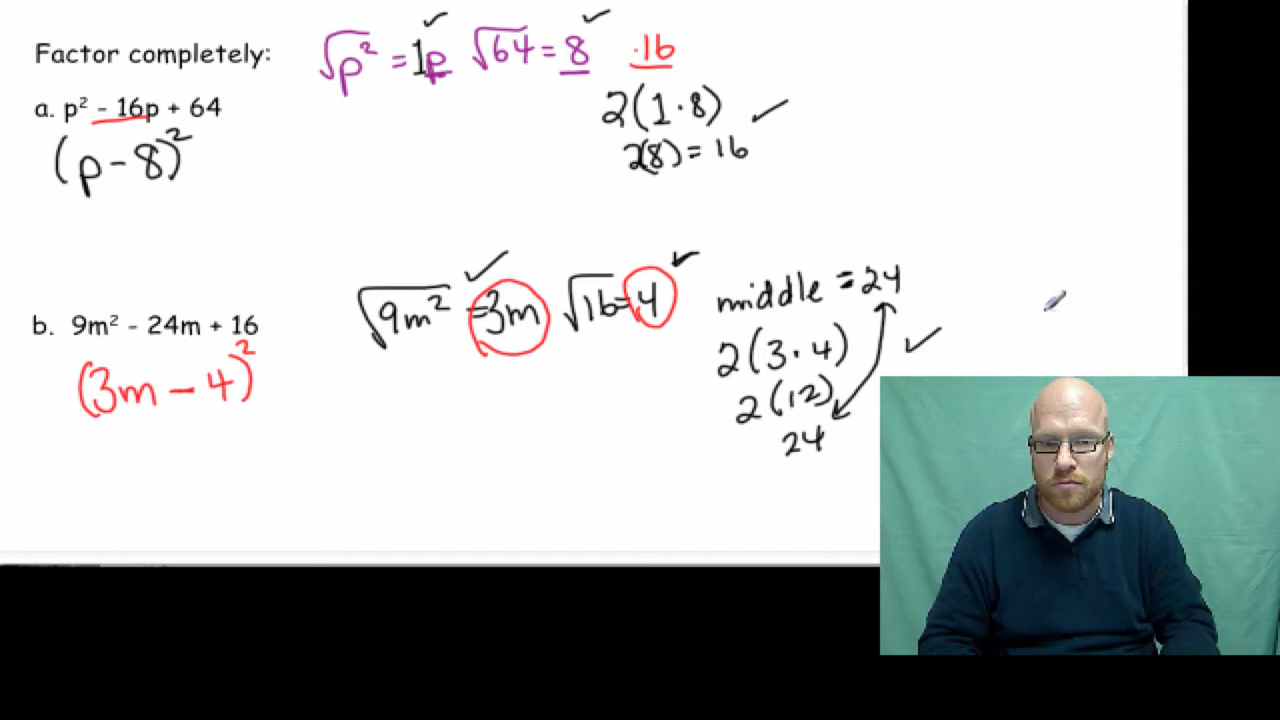 Factor completely:
√p² = 1p √64 = 8 ·16
a. p² - 16p + 64
2(1·8)
(p - 8)²
2(8) = 16
√9m² = 3m √16 = 4
middle = 24
b. 9m² - 24m + 16
2(3·4)
(3m - 4)²
2(12)
24